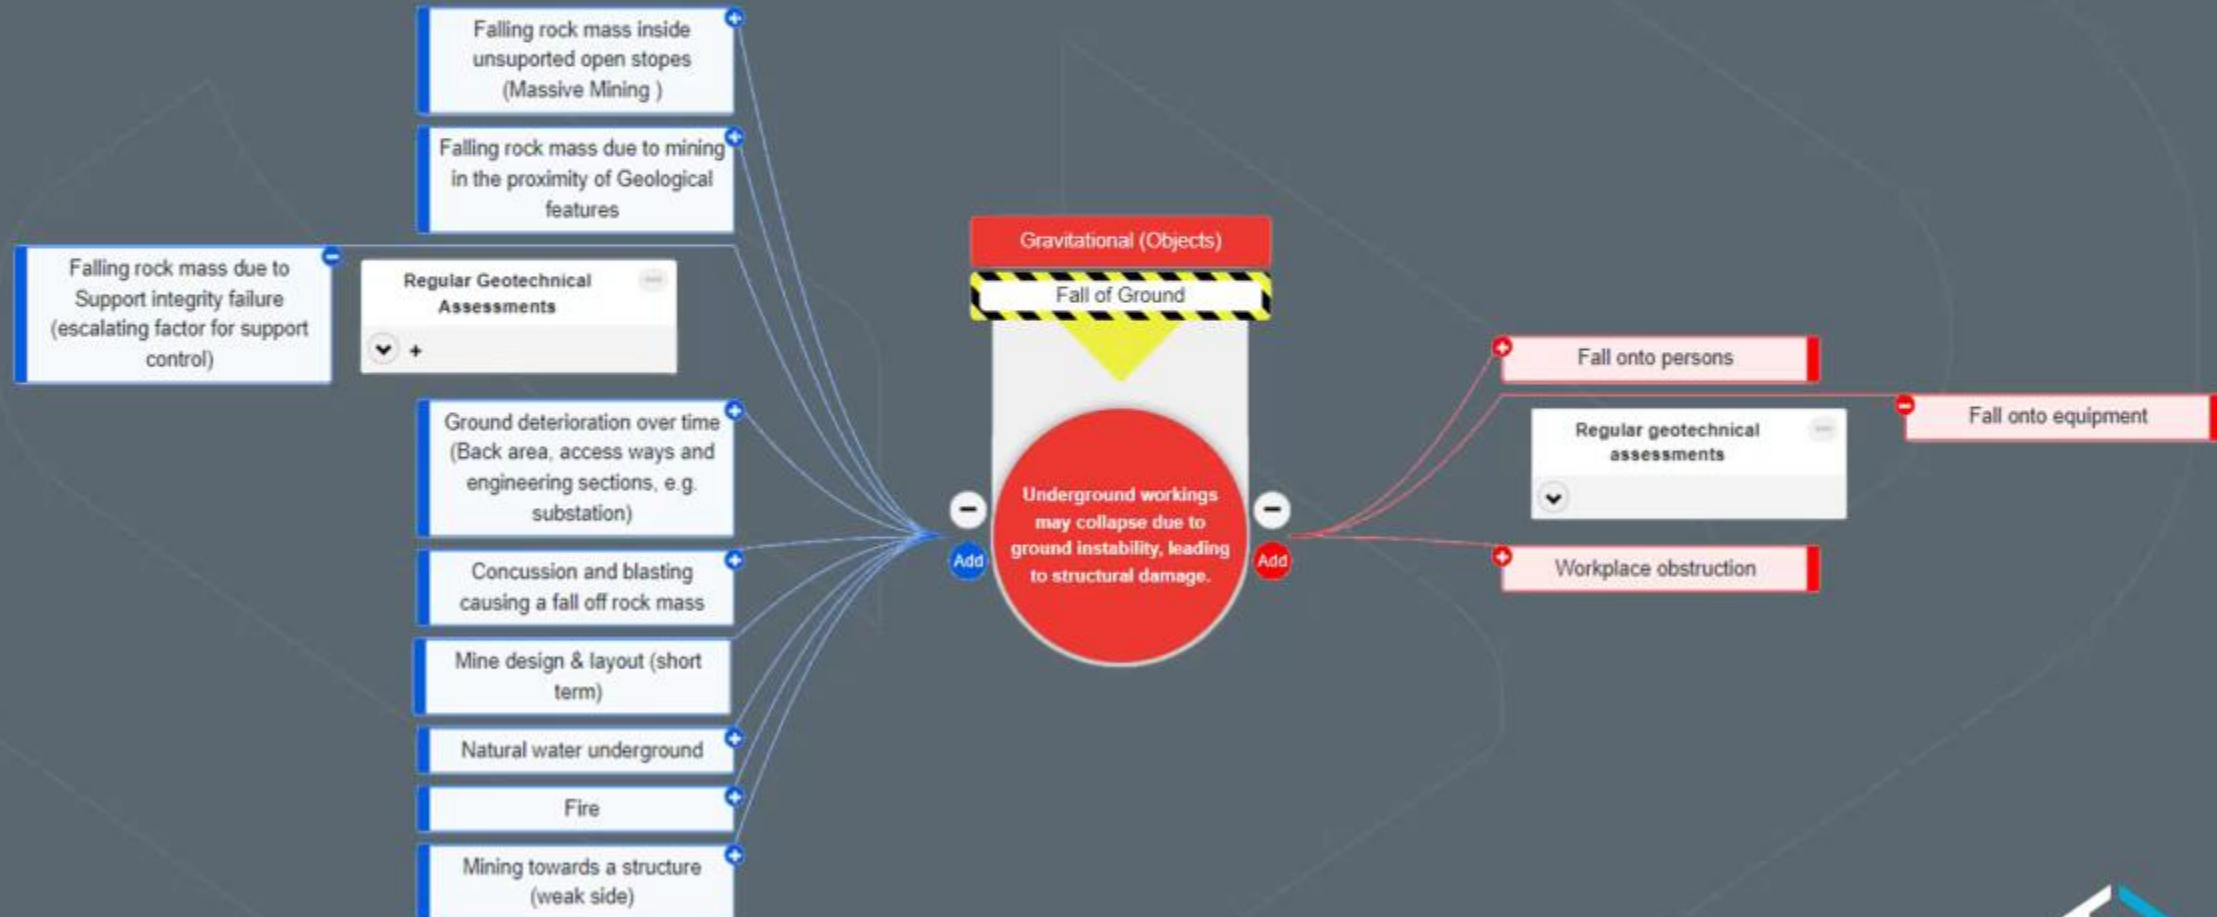 Falling rock mass inside
unsuported open stopes
(Massive Mining )
Falling rock mass due to mining
in the proximity of Geological
features
Falling rock mass due to
Support integrity failure
(escalating factor for support
control)
Regular Geotechnical
Assessments
+
Ground deterioration over time
(Back area, access ways and
engineering sections, e.g.
substation)
Concussion and blasting
causing a fall off rock mass
Mine design & layout (short
term)
Natural water underground
Fire
Mining towards a structure
(weak side)
Gravitational (Objects)
Fall of Ground
Underground workings
may collapse due to
ground instability, leading
to structural damage.
Add
Add
Fall onto persons
Fall onto equipment
Regular geotechnical
assessments
Workplace obstruction